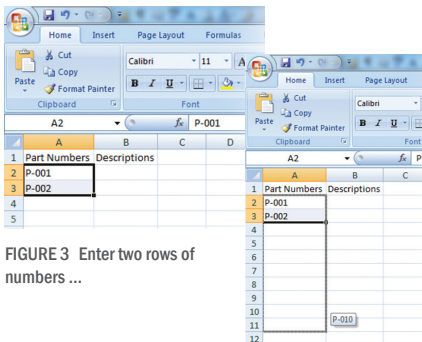 Home Insert Page Layout Formulas
Cut
Copy
Format Painter
Paste
Clipboard
Calibri 11 A
B I U
Font
A2 fx P-001
A B C D
1 Part Numbers Descriptions
2 P-001
3 P-002
4
5
FIGURE 3 Enter two rows of
numbers ...
Home Insert Page Layout
Cut
Copy
Format Painter
Paste
Clipboard
Calibri
B I U
Font
A2 fx P
A B C
1 Part Numbers Descriptions
2 P-001
3 P-002
4
5
6
7
8
9
10
P-010
11
12